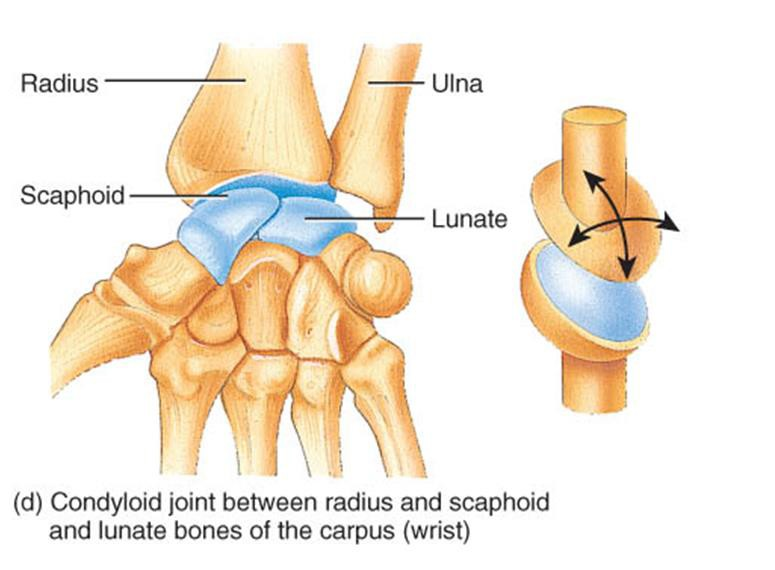 Radius
Ulna
Scaphoid
Lunate
(d) Condyloid joint between radius and scaphoid
and lunate bones of the carpus (wrist)